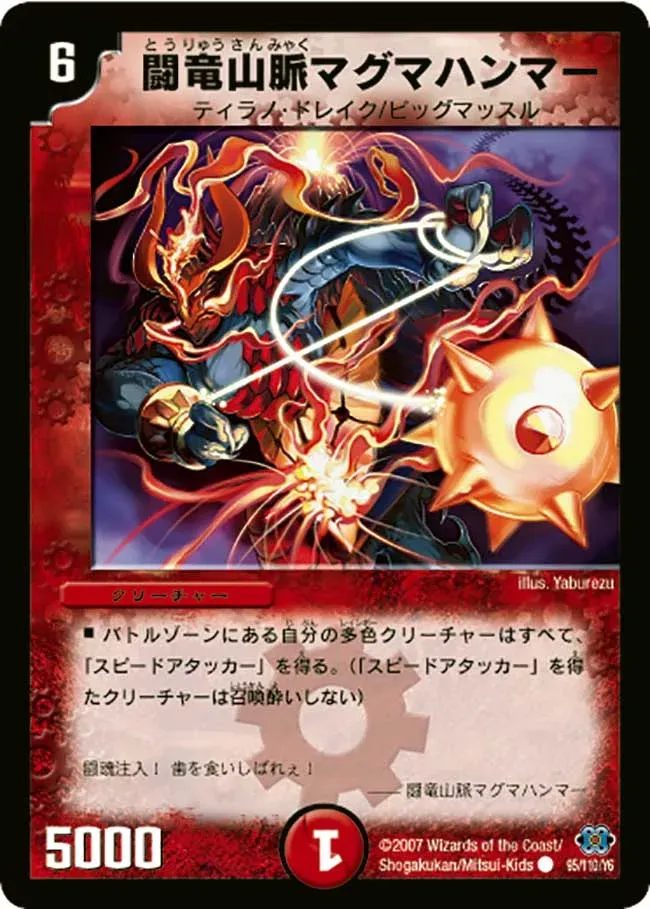 6
とうりゅうさんみゃく
闘竜山脈マグマハンマー
ティラノ・ドレイク/ビッグマッスル
illus. Yaburezu
クリーチャー
■ バトルゾーンにある自分の多色クリーチャーはすべて、
「スピードアタッカー」を得る。(「スピードアタッカー」を得
たクリーチャーは召喚酔いしない)
闘魂注入! 歯を食いしばれぇ!
—— 闘竜山脈マグマハンマー
5000
1
©2007 Wizards of the Coast/
Shogakukan/Mitsui-Kids
95/110/Y6